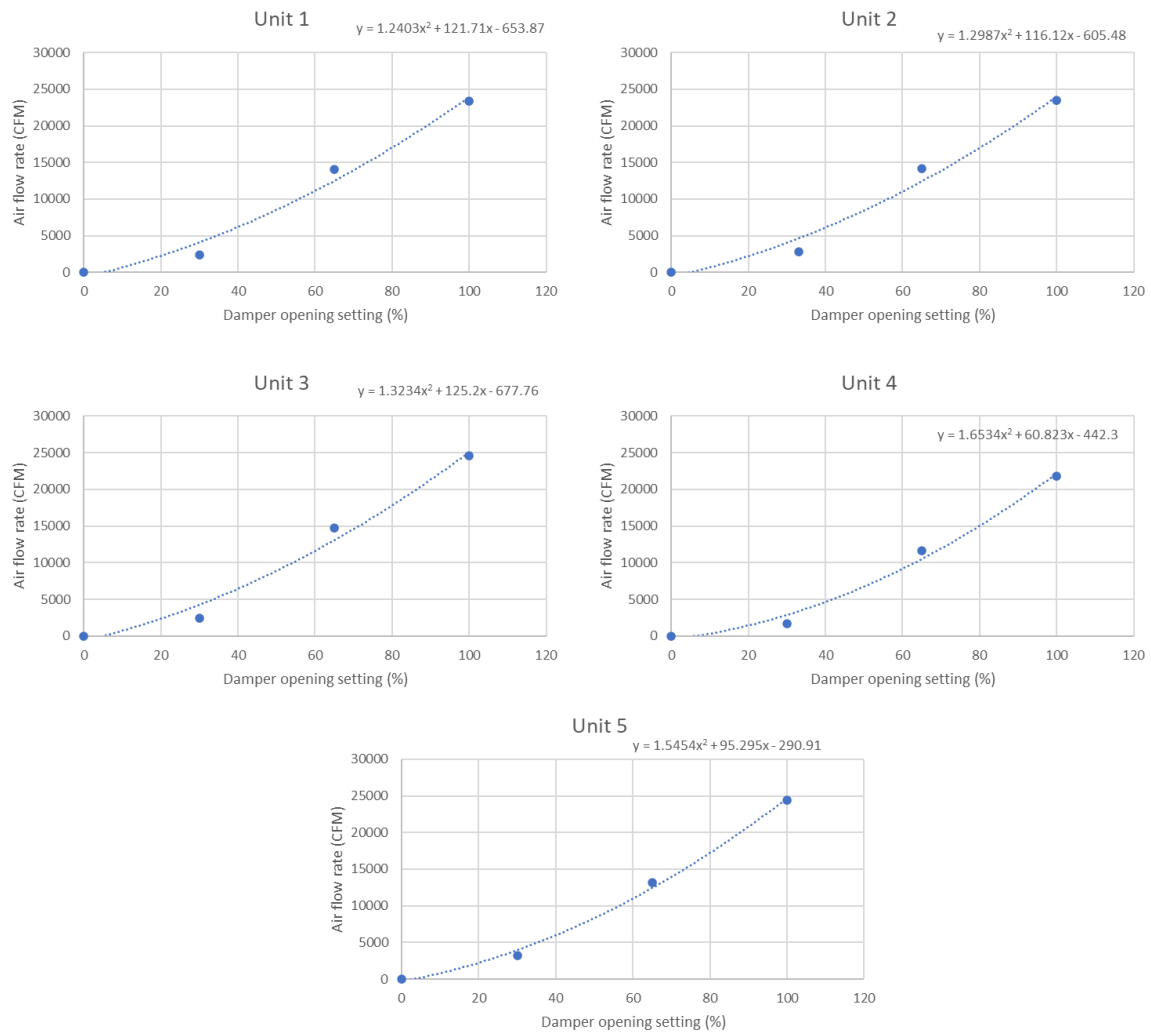 Unit 1
y = 1.2403x² + 121.71x - 653.87
30000
25000
20000
15000
10000
5000
0
0 20 40 60 80 100 120
Air flow rate (CFM)
Damper opening setting (%)
Unit 2
y = 1.2987x² + 116.12x - 605.48
30000
25000
20000
15000
10000
5000
0
0 20 40 60 80 100 120
Air flow rate (CFM)
Damper opening setting (%)
Unit 3
y = 1.3234x² + 125.2x - 677.76
30000
25000
20000
15000
10000
5000
0
0 20 40 60 80 100 120
Air flow rate (CFM)
Damper opening setting (%)
Unit 4
y = 1.6534x² + 60.823x - 442.3
30000
25000
20000
15000
10000
5000
0
0 20 40 60 80 100 120
Air flow rate (CFM)
Damper opening setting (%)
Unit 5
y = 1.5454x² + 95.295x - 290.91
30000
25000
20000
15000
10000
5000
0
0 20 40 60 80 100 120
Air flow rate (CFM)
Damper opening setting (%)